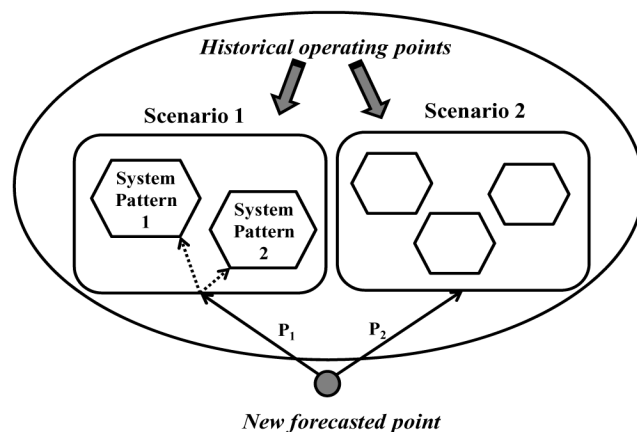 Historical operating points
Scenario 1
Scenario 2
System
Pattern
1
System
Pattern
2
P1
P2
New forecasted point